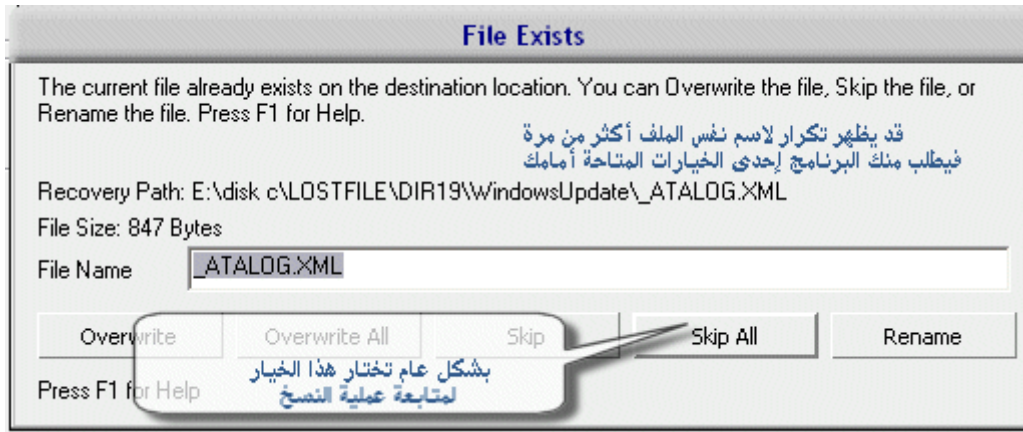 File Exists
The current file already exists on the destination location. You can Overwrite the file, Skip the file, or
Rename the file. Press F1 for Help.
قد يظهر تكرار لاسم نفس الملف أكثر من مرة
فيطلب منك البرنامج إحدى الخيارات المتاحة أمامك
Recovery Path: E:\disk c\LOSTFILE\DIR19\WindowsUpdate\_ATALOG.XML
File Size: 847 Bytes
File Name _ATALOG.XML
Overwrite Overwrite All Skip Skip All Rename
بشكل عام تختار هذا الخيار
لمتابعة عملية النسخ
Press F1 for Help